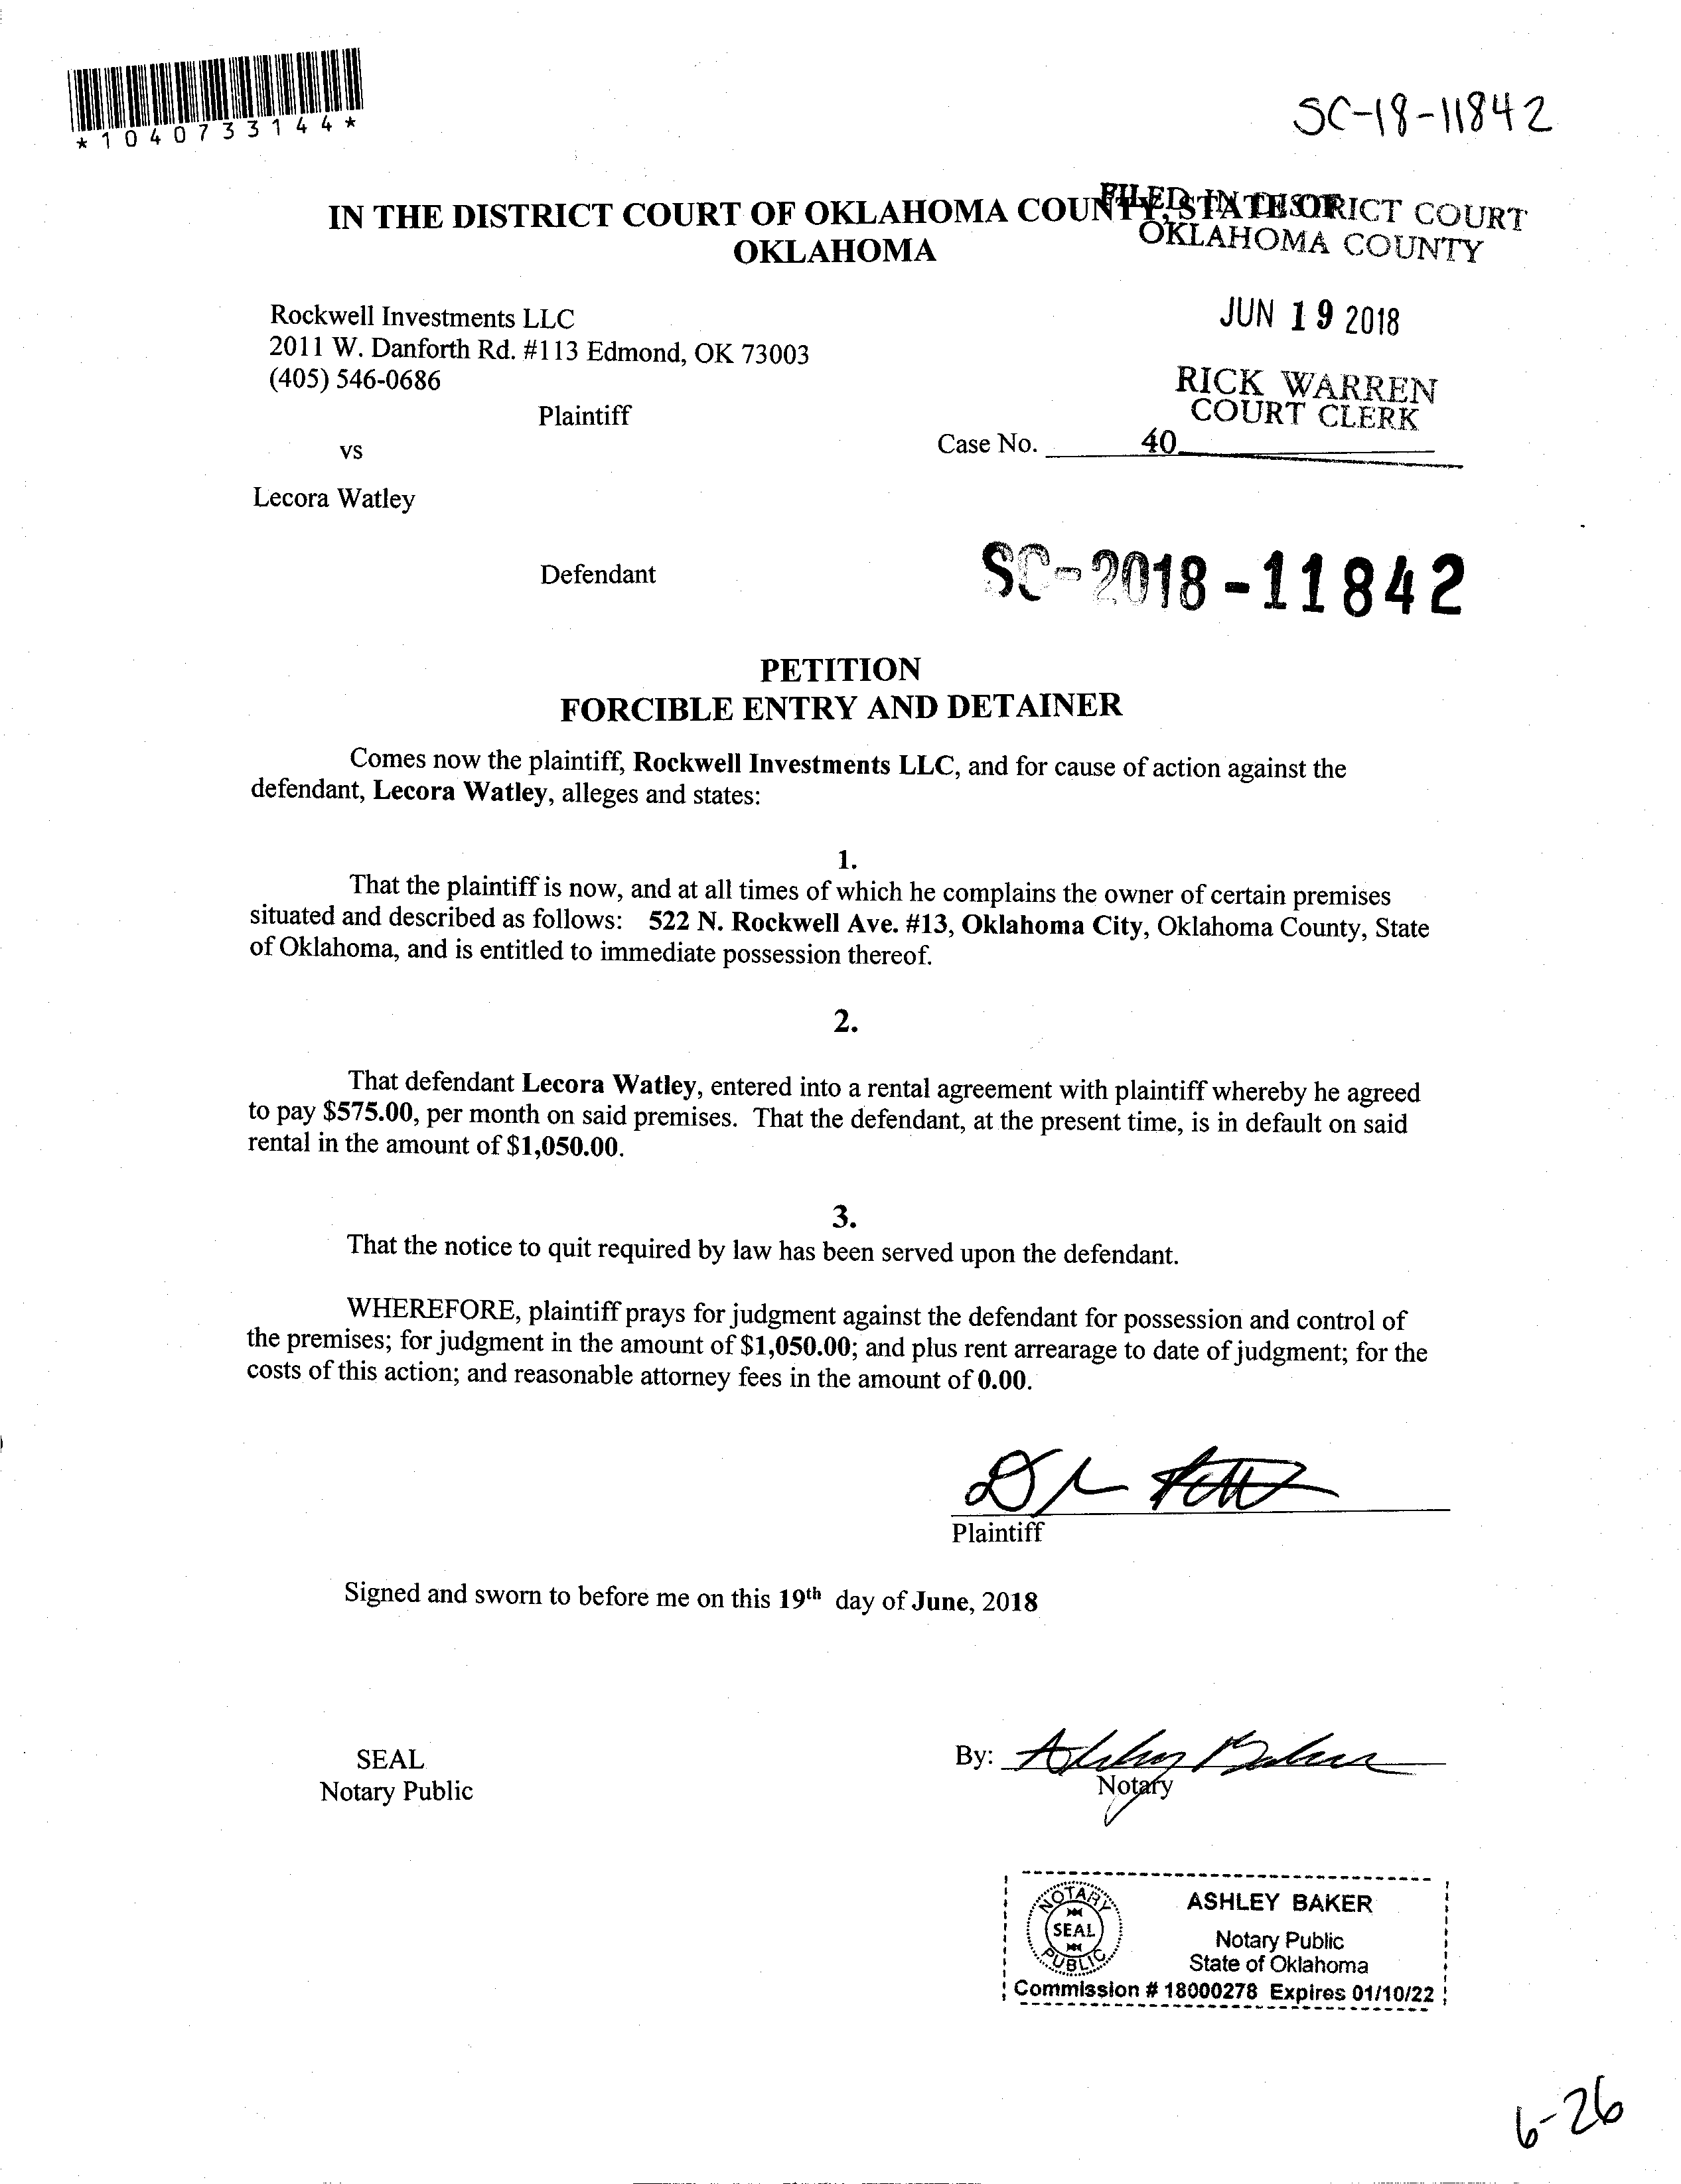 *1040733144*
SC-18-11842
IN THE DISTRICT COURT OF OKLAHOMA COUNTY, STATE OF
OKLAHOMA
FILED IN DISTRICT COURT
OKLAHOMA COUNTY
JUN 19 2018
RICK WARREN
COURT CLERK
40
Rockwell Investments LLC
2011 W. Danforth Rd. #113 Edmond, OK 73003
(405) 546-0686
Plaintiff
vs
Case No.
Lecora Watley
Defendant
SC-2018-11842
PETITION
FORCIBLE ENTRY AND DETAINER
Comes now the plaintiff, Rockwell Investments LLC, and for cause of action against the
defendant, Lecora Watley, alleges and states:
1.
That the plaintiff is now, and at all times of which he complains the owner of certain premises
situated and described as follows: 522 N. Rockwell Ave. #13, Oklahoma City, Oklahoma County, State
of Oklahoma, and is entitled to immediate possession thereof.
2.
That defendant Lecora Watley, entered into a rental agreement with plaintiff whereby he agreed
to pay $575.00, per month on said premises. That the defendant, at the present time, is in default on said
rental in the amount of $1,050.00.
3.
That the notice to quit required by law has been served upon the defendant.
WHEREFORE, plaintiff prays for judgment against the defendant for possession and control of
the premises; for judgment in the amount of $1,050.00; and plus rent arrearage to date of judgment; for the
costs of this action; and reasonable attorney fees in the amount of 0.00.
Plaintiff
Signed and sworn to before me on this 19th day of June, 2018
SEAL
Notary Public
By: Ashley Baker
Notary
NOTARY
SEAL
PUBLIC
ASHLEY BAKER
Notary Public
State of Oklahoma
Commission # 18000278 Expires 01/10/22
6-26